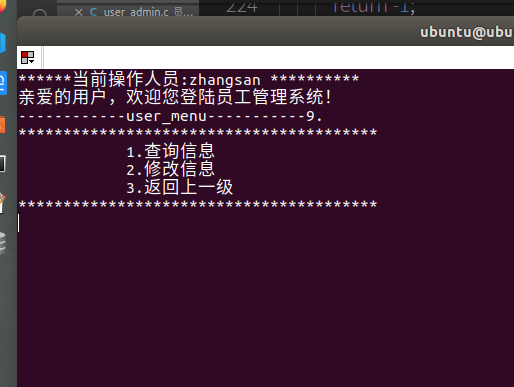 user_admin.c 员...
224
return -1;
ubuntu@ubu
******当前操作人员:zhangsan **********
亲爱的用户，欢迎您登陆员工管理系统！
------------user_menu-----------9.
****************************************
1.查询信息
2.修改信息
3.返回上一级
****************************************